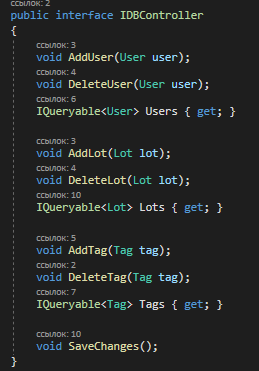 ссылок: 2
public interface IDBController
{
ссылок: 3
void AddUser(User user);
ссылок: 4
void DeleteUser(User user);
ссылок: 6
IQueryable<User> Users { get; }
ссылок: 3
void AddLot(Lot lot);
ссылок: 4
void DeleteLot(Lot lot);
ссылок: 10
IQueryable<Lot> Lots { get; }
ссылок: 5
void AddTag(Tag tag);
ссылок: 2
void DeleteTag(Tag tag);
ссылок: 7
IQueryable<Tag> Tags { get; }
ссылок: 10
void SaveChanges();
}